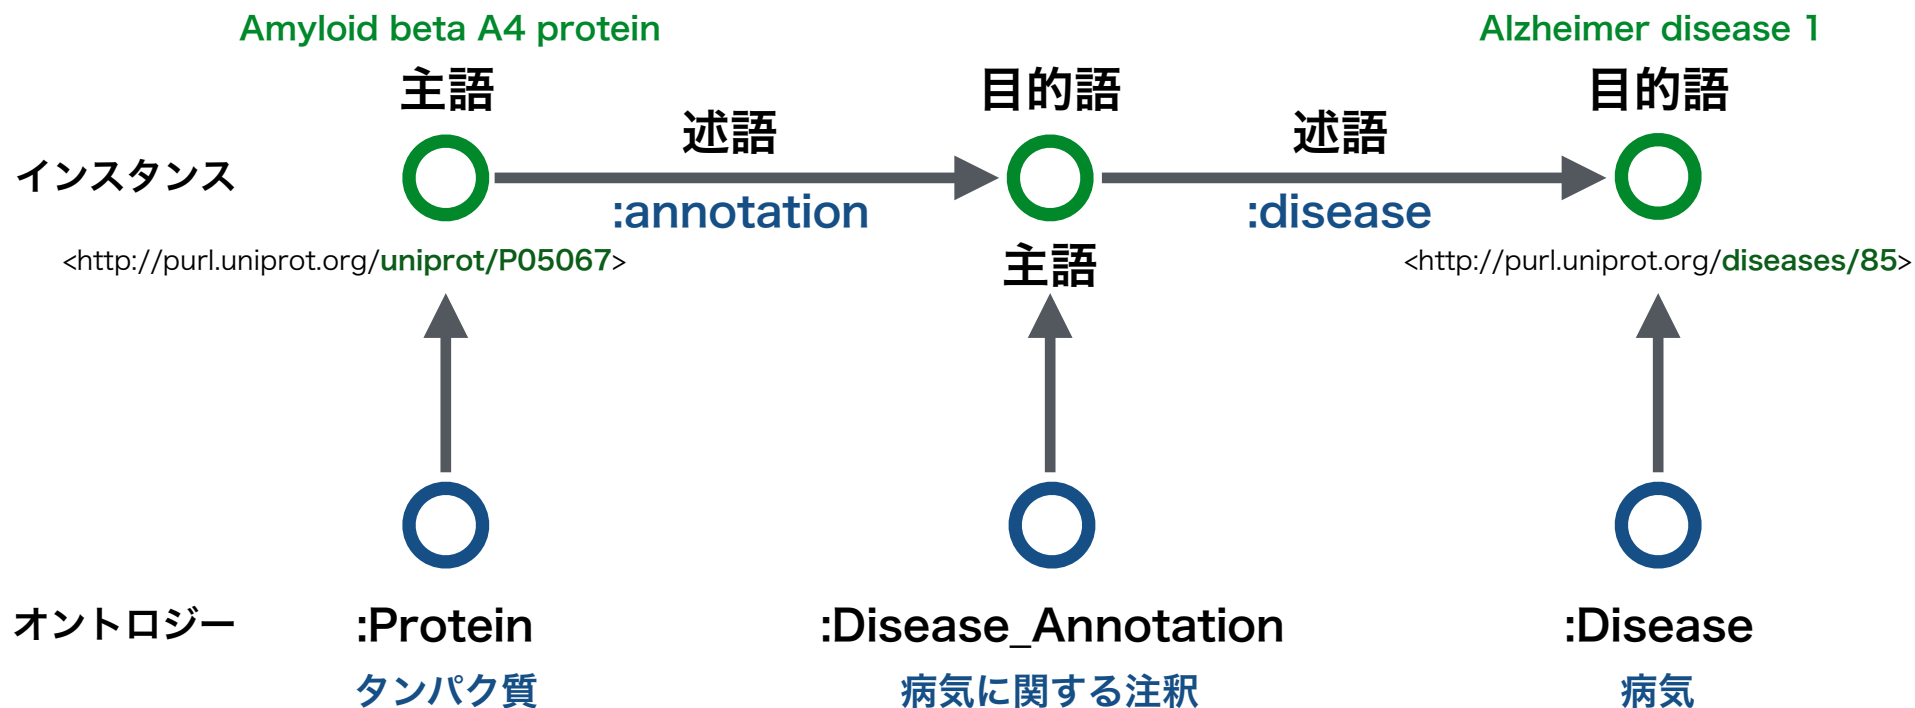 Amyloid beta A4 protein
Alzheimer disease 1
主語
目的語
目的語
述語
述語
インスタンス
:annotation
:disease
<http://purl.uniprot.org/uniprot/P05067>
主語
<http://purl.uniprot.org/diseases/85>
オントロジー
:Protein
:Disease_Annotation
:Disease
タンパク質
病気に関する注釈
病気